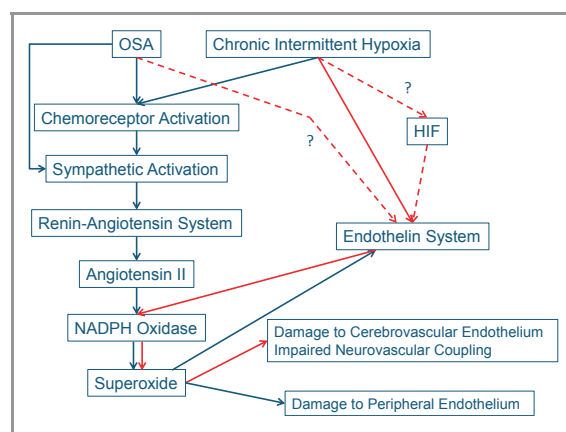 OSA
Chronic Intermittent Hypoxia
?
Chemoreceptor Activation
HIF
?
Sympathetic Activation
Renin-Angiotensin System
Endothelin System
Angiotensin II
NADPH Oxidase
Damage to Cerebrovascular Endothelium
Impaired Neurovascular Coupling
Superoxide
Damage to Peripheral Endothelium